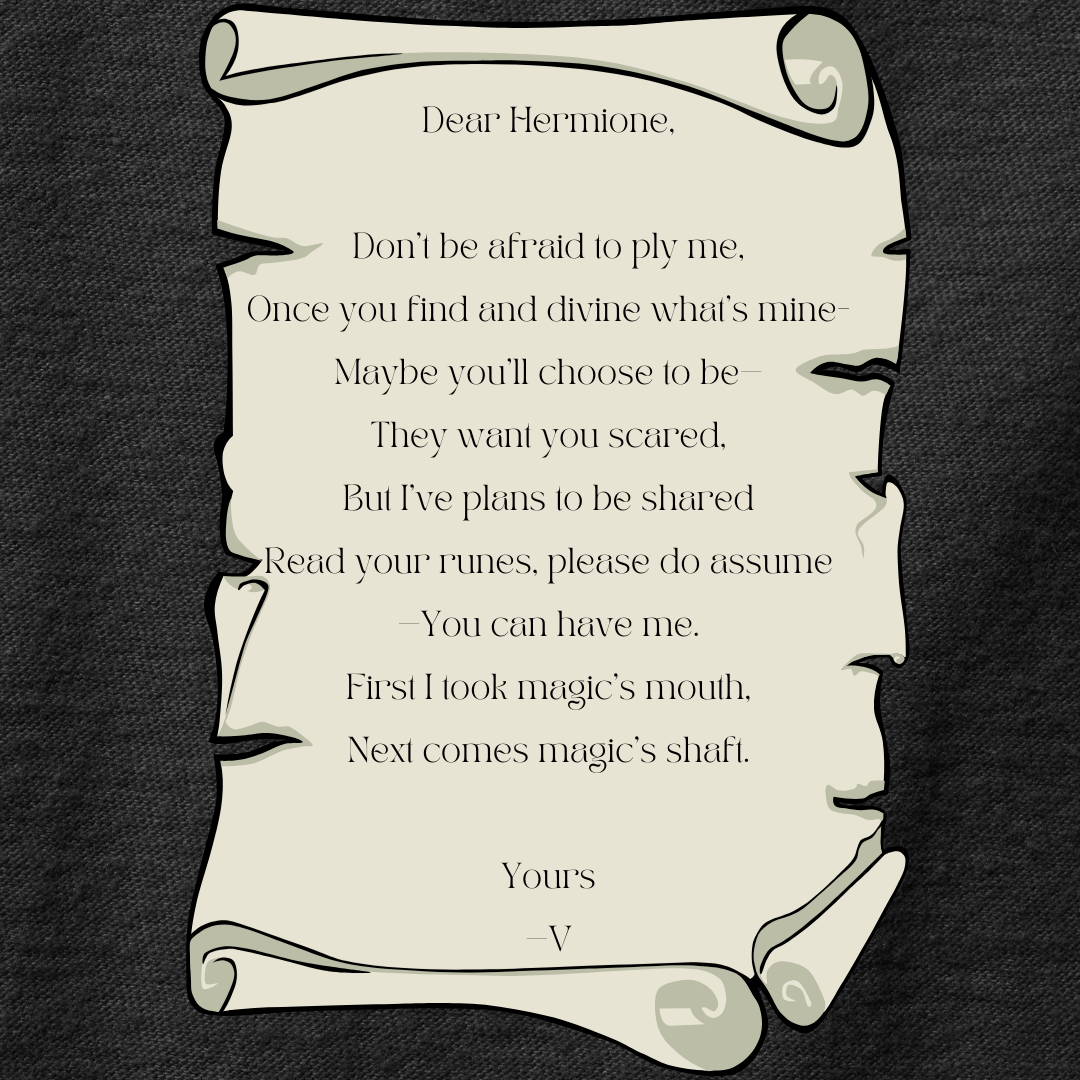 Dear Hermione,
Don't be afraid to ply me,
Once you find and divine what's mine-
Maybe you'll choose to be—
They want you scared,
But I've plans to be shared
Read your runes, please do assume
—You can have me.
First I took magic's mouth,
Next comes magic's shaft.
Yours
—V